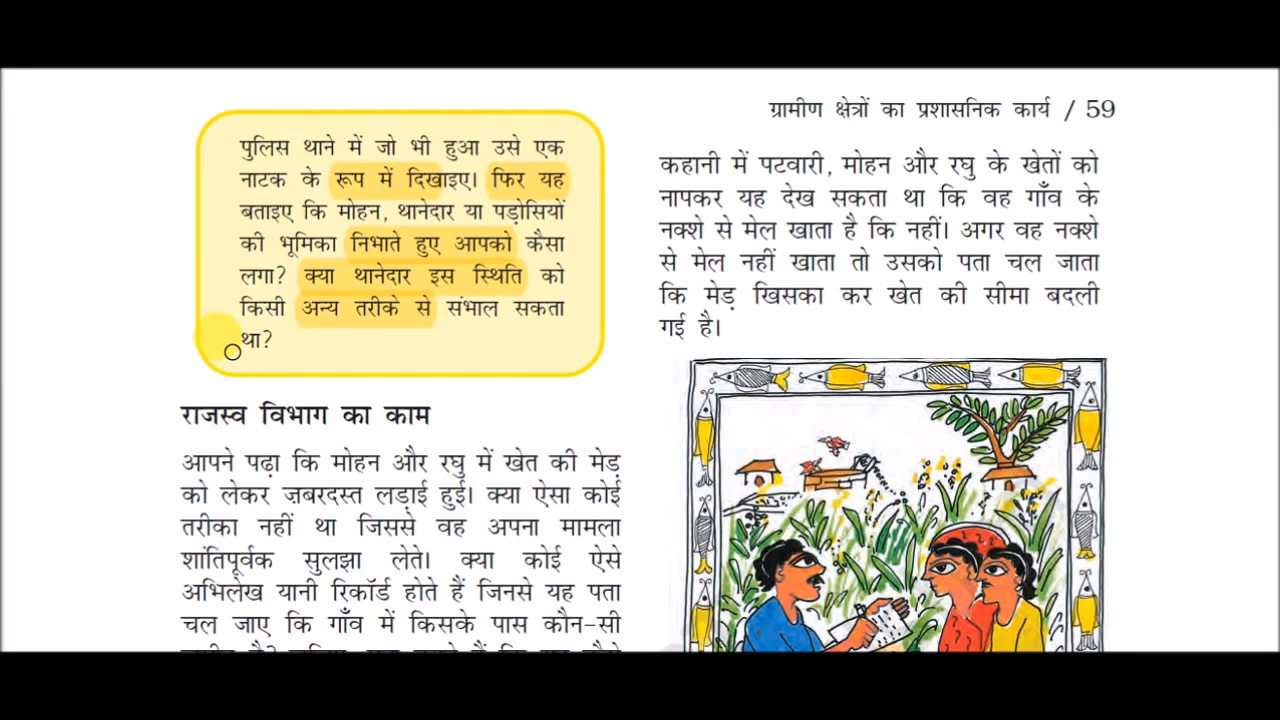 ग्रामीण क्षेत्रों का प्रशासनिक कार्य / 59
पुलिस थाने में जो भी हुआ उसे एक
नाटक के रूप में दिखाइए। फिर यह
बताइए कि मोहन, थानेदार या पड़ोसियों
की भूमिका निभाते हुए आपको कैसा
लगा? क्या थानेदार इस स्थिति को
किसी अन्य तरीके से संभाल सकता
था?
राजस्व विभाग का काम
आपने पढ़ा कि मोहन और रघु में खेत की मेड़
को लेकर ज़बरदस्त लड़ाई हुई। क्या ऐसा कोई
तरीका नहीं था जिससे वह अपना मामला
शांतिपूर्वक सुलझा लेते। क्या कोई ऐसे
अभिलेख यानी रिकॉर्ड होते हैं जिनसे यह पता
चल जाए कि गाँव में किसके पास कौन-सी
कहानी में पटवारी, मोहन और रघु के खेतों को
नापकर यह देख सकता था कि वह गाँव के
नक्शे से मेल खाता है कि नहीं। अगर वह नक्शे
से मेल नहीं खाता तो उसको पता चल जाता
कि मेड़ खिसका कर खेत की सीमा बदली
गई है।